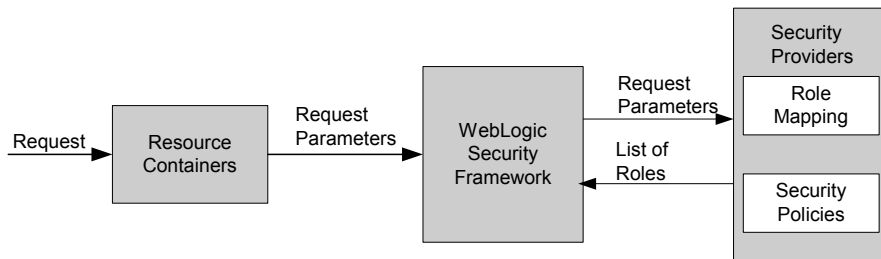 Request
Resource
Containers
Request
Parameters
WebLogic
Security
Framework
Request
Parameters
List of
Roles
Security
Providers
Role
Mapping
Security
Policies